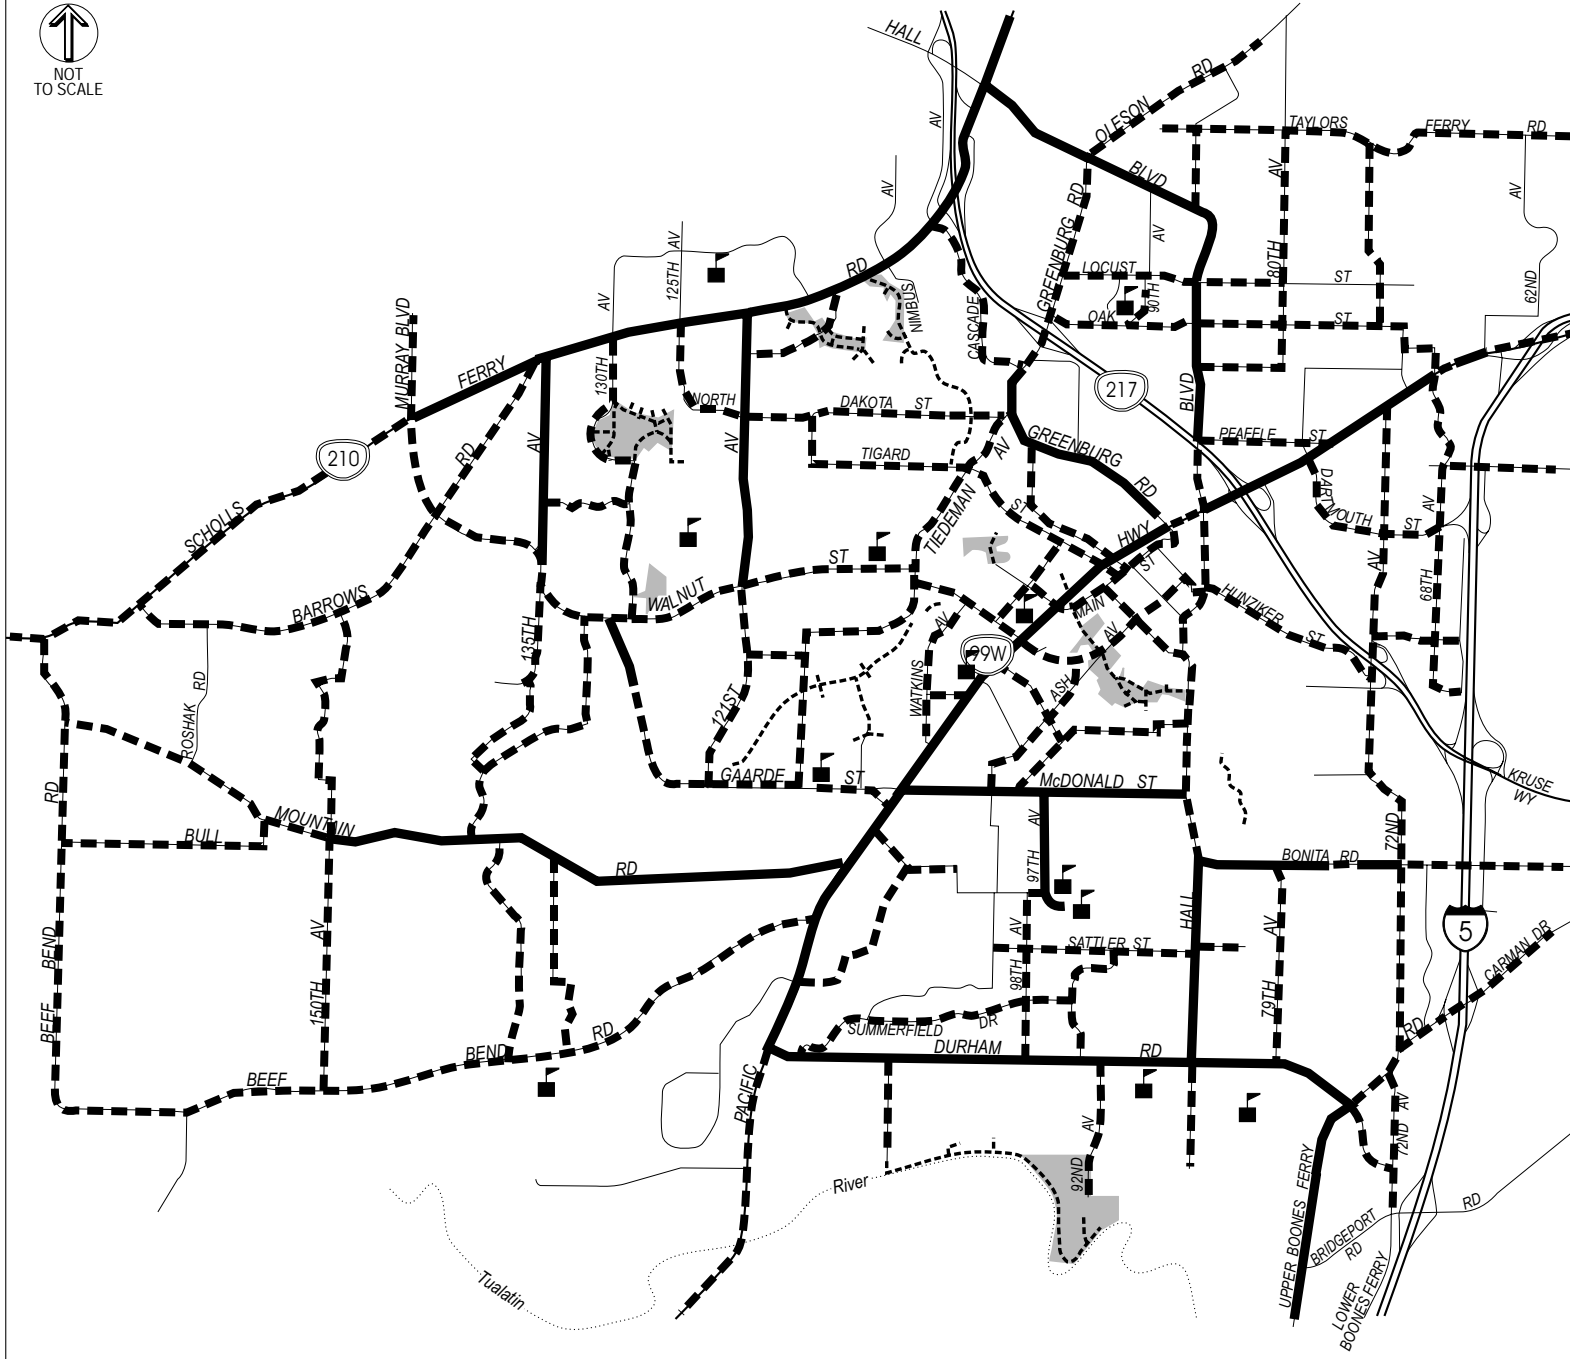 NOT
TO SCALE
HALL
AV
OLESON
RD
TAYLORS
FERRY
RD
BLVD
AV
80TH
AV
62ND
AV
AV
GREENBURG
RD
LOCUST
ST
90TH
OAK
ST
125TH
AV
AV
RD
NIMBUS
CASCADE
MURRAY BLVD
FERRY
130TH
217
BLVD
NORTH
DAKOTA
ST
AV
AV
GREENBURG
RD
PFAFFLE
ST
210
RD
TIGARD
AV
TIEDEMAN
ST
DARTMOUTH
ST
AV
SCHOLLS
HWY
ST
AV
68TH
BARROWS
WALNUT
ST
MAIN
HUNZIKER
ST
135TH
AV
AV
99W
ROSHAK
RD
121ST
WATKINS
ASH
GAARDE
ST
McDONALD
ST
KRUSE
WY
RD
BULL
MOUNTAIN
RD
AV
97TH
72ND
BONITA
RD
BEND
BEEF
AV
150TH
AV
98TH
SATTLER
ST
HALL
AV
79TH
5
CARMAN DR
RD
SUMMERFIELD
DR
DURHAM
RD
BEND
RD
BEEF
PACIFIC
AV
92ND
72ND
AV
River
Tualatin
UPPER BOONES FERRY
BRIDGEPORT
RD
RD
LOWER
BOONES FERRY